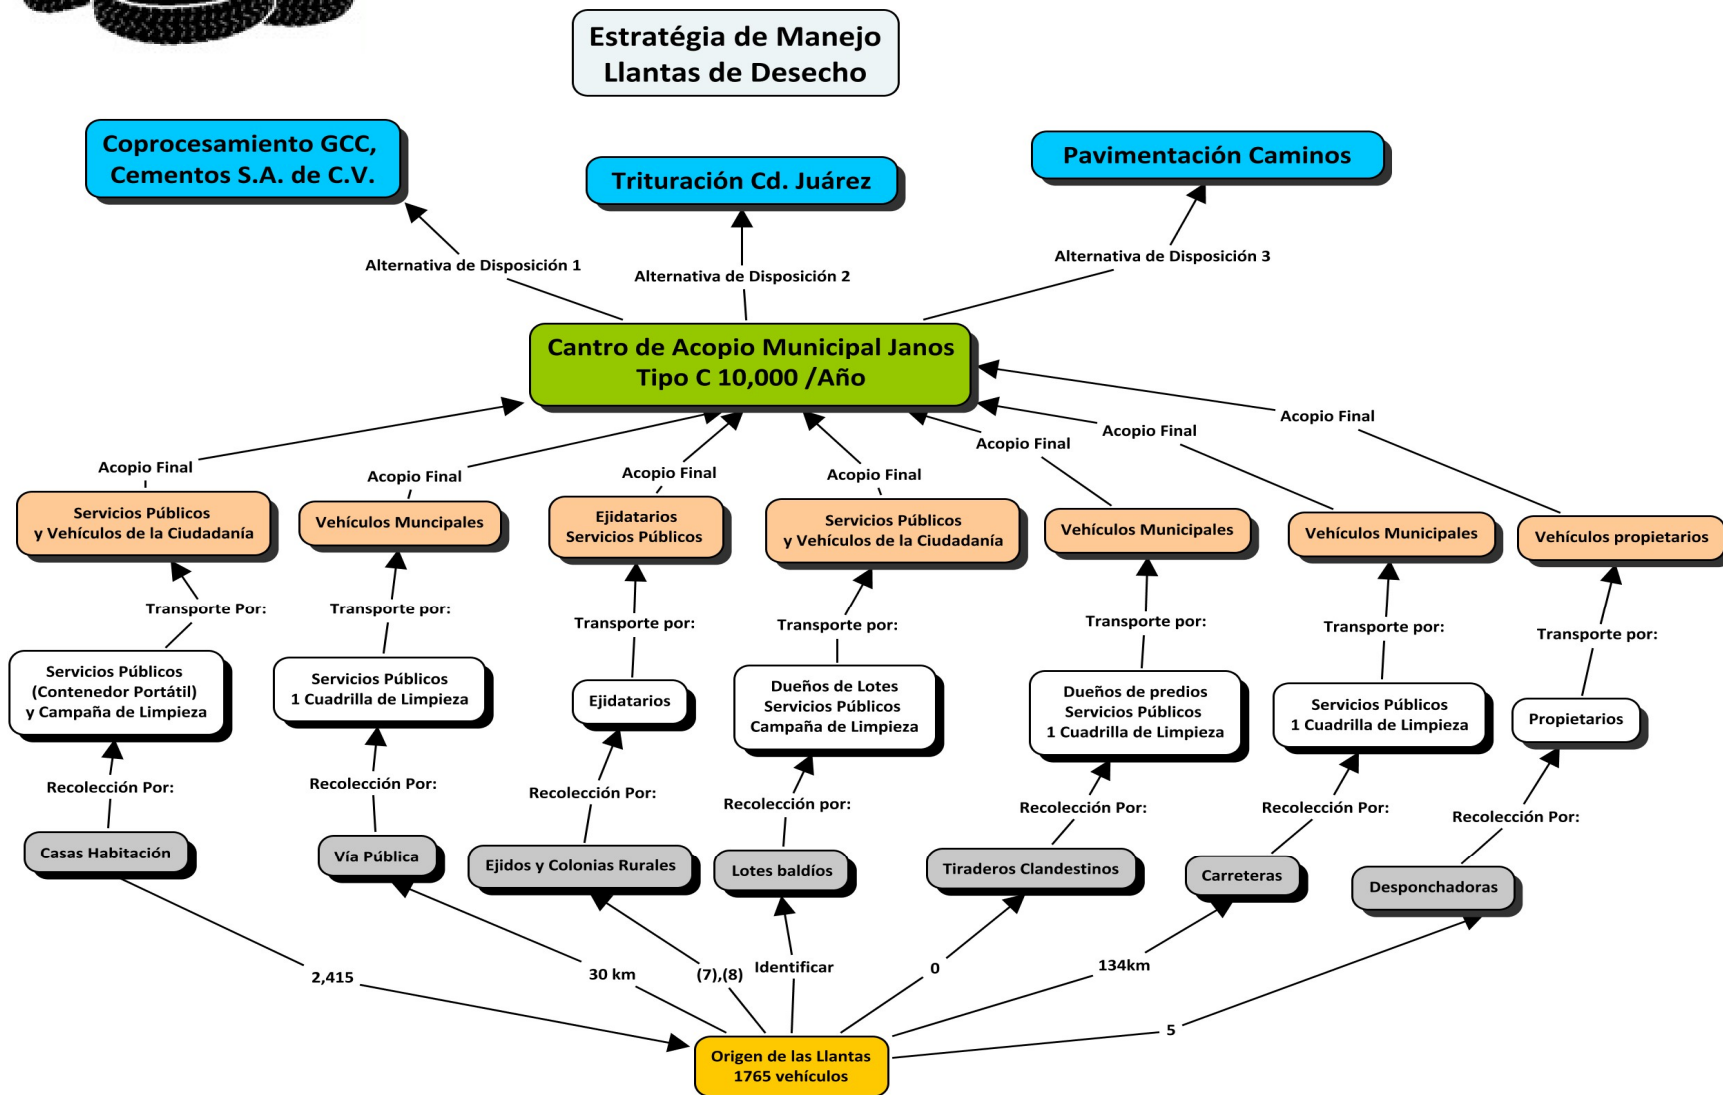 Estratégia de Manejo
Llantas de Desecho
Coprocesamiento GCC,
Cementos S.A. de C.V.
Trituración Cd. Juárez
Pavimentación Caminos
Alternativa de Disposición 1
Alternativa de Disposición 2
Alternativa de Disposición 3
Cantro de Acopio Municipal Janos
Tipo C 10,000 /Año
Acopio Final
Acopio Final
Acopio Final
Acopio Final
Acopio Final
Acopio Final
Acopio Final
Servicios Públicos
y Vehículos de la Ciudadanía
Vehículos Muncipales
Ejidatarios
Servicios Públicos
Servicios Públicos
y Vehículos de la Ciudadanía
Vehículos Municipales
Vehículos Municipales
Vehículos propietarios
Transporte Por:
Transporte por:
Transporte por:
Transporte por:
Transporte por:
Transporte por:
Transporte por:
Servicios Públicos
(Contenedor Portátil)
y Campaña de Limpieza
Servicios Públicos
1 Cuadrilla de Limpieza
Ejidatarios
Dueños de Lotes
Servicios Públicos
Campaña de Limpieza
Dueños de predios
Servicios Públicos
1 Cuadrilla de Limpieza
Servicios Públicos
1 Cuadrilla de Limpieza
Propietarios
Recolección Por:
Recolección Por:
Recolección Por:
Recolección por:
Recolección Por:
Recolección Por:
Recolección Por:
Casas Habitación
Vía Pública
Ejidos y Colonias Rurales
Lotes baldíos
Tiraderos Clandestinos
Carreteras
Desponchadoras
2,415
30 km
(7),(8)
Identificar
0
134km
5
Origen de las Llantas
1765 vehículos